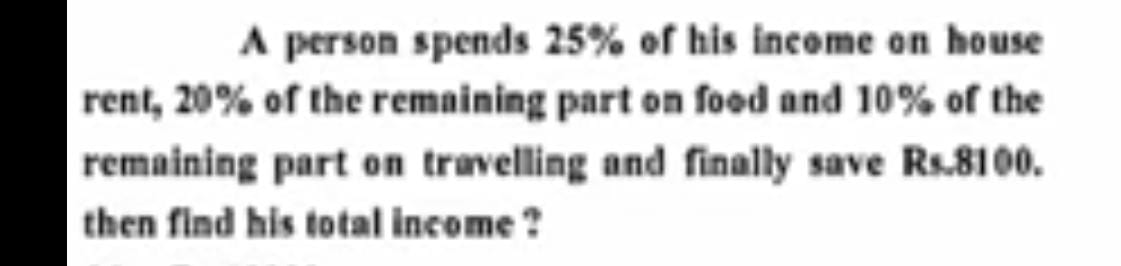 A person spends 25% of his income on house
rent, 20% of the remaining part on food and 10% of the
remaining part on travelling and finally save Rs.8100.
then find his total income ?